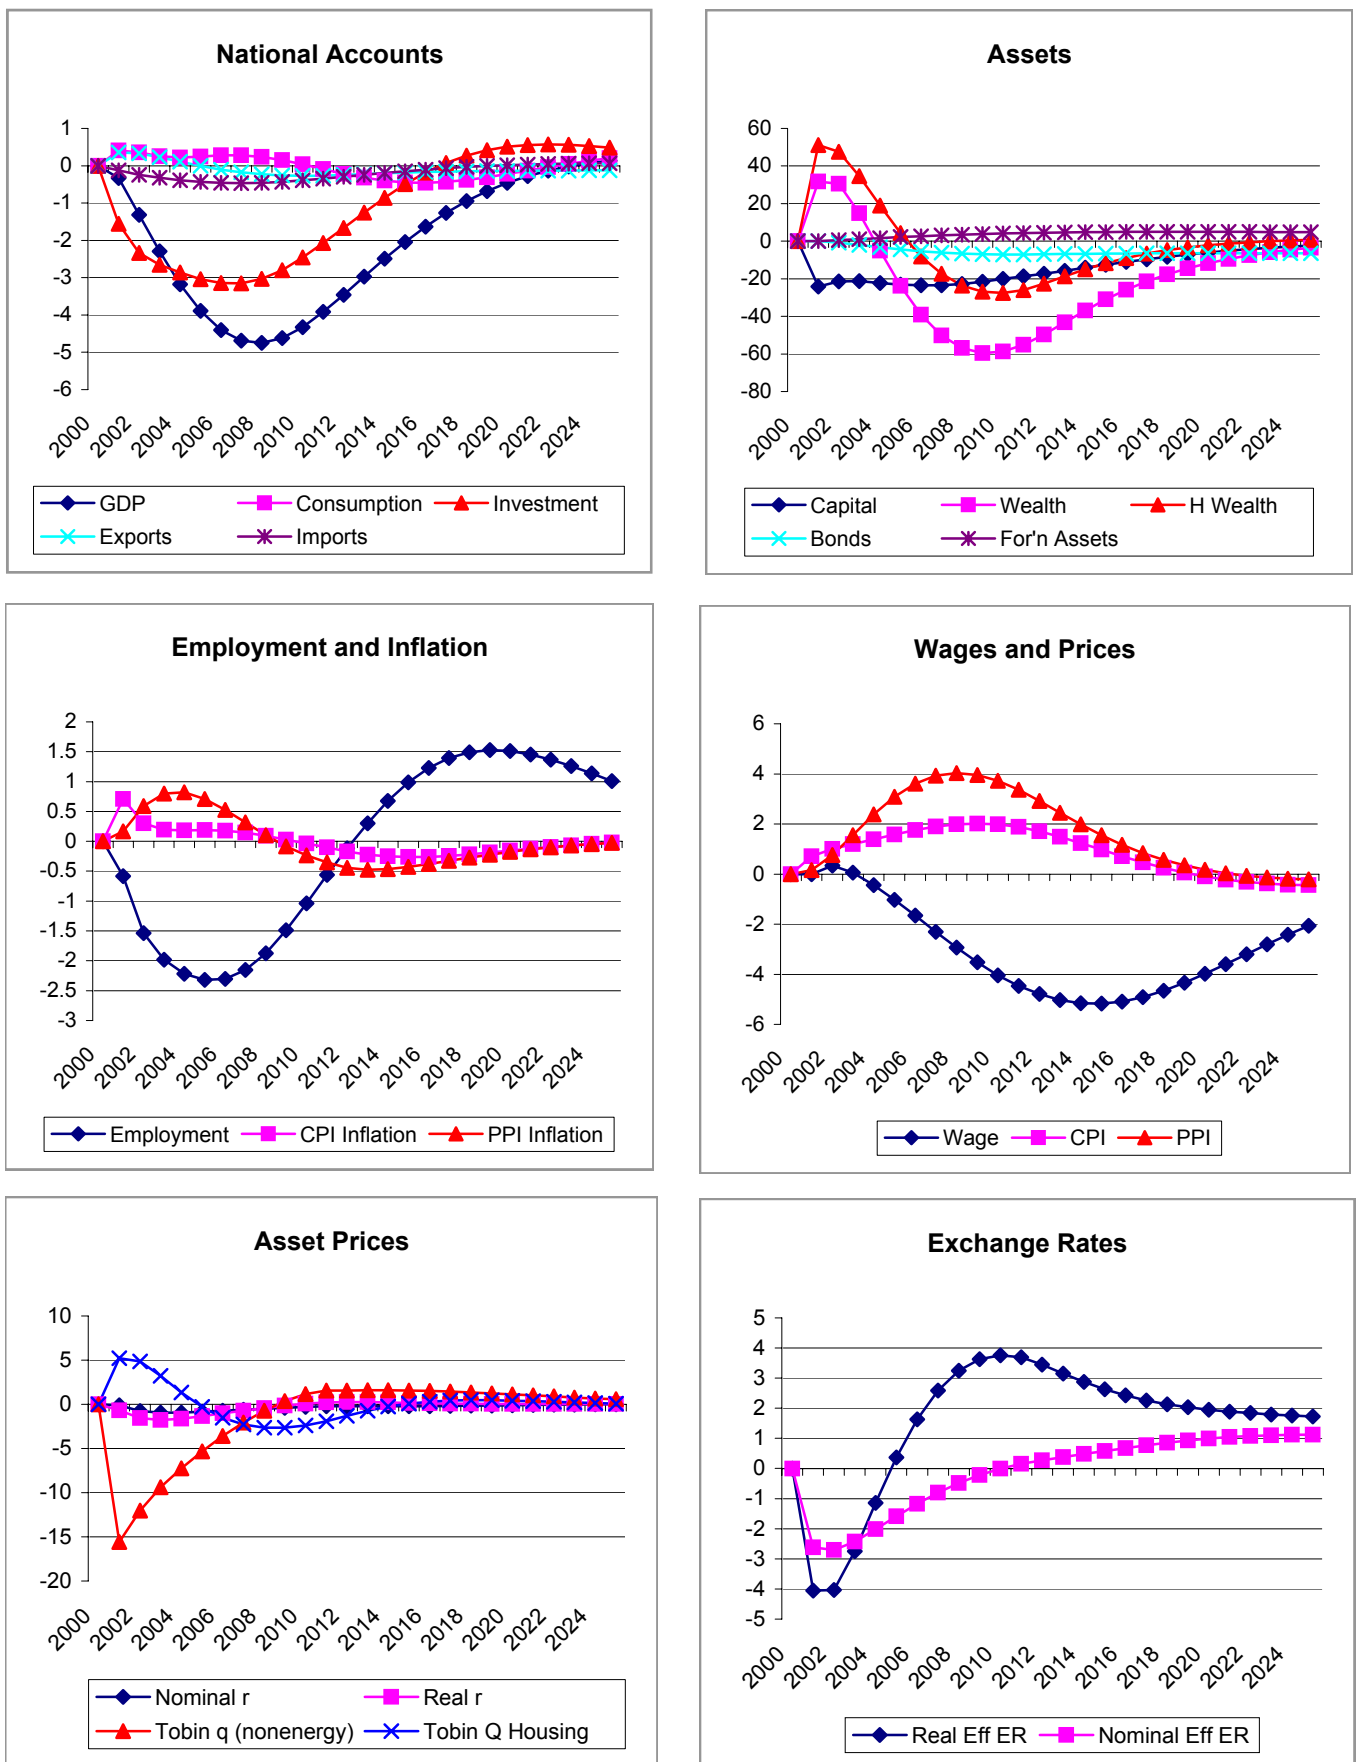 National Accounts
1
0
-1
-2
-3
-4
-5
-6
2000 2002 2004 2006 2008 2010 2012 2014 2016 2018 2020 2022 2024
GDP Consumption Investment
Exports Imports
Assets
60
40
20
0
-20
-40
-60
-80
2000 2002 2004 2006 2008 2010 2012 2014 2016 2018 2020 2022 2024
Capital Wealth H Wealth
Bonds For'n Assets
Employment and Inflation
2
1.5
1
0.5
0
-0.5
-1
-1.5
-2
-2.5
-3
2000 2002 2004 2006 2008 2010 2012 2014 2016 2018 2020 2022 2024
Employment CPI Inflation PPI Inflation
Wages and Prices
6
4
2
0
-2
-4
-6
2000 2002 2004 2006 2008 2010 2012 2014 2016 2018 2020 2022 2024
Wage CPI PPI
Asset Prices
10
5
0
-5
-10
-15
-20
2000 2002 2004 2006 2008 2010 2012 2014 2016 2018 2020 2022 2024
Nominal r Real r
Tobin q (nonenergy) Tobin Q Housing
Exchange Rates
5
4
3
2
1
0
-1
-2
-3
-4
-5
2000 2002 2004 2006 2008 2010 2012 2014 2016 2018 2020 2022 2024
Real Eff ER Nominal Eff ER